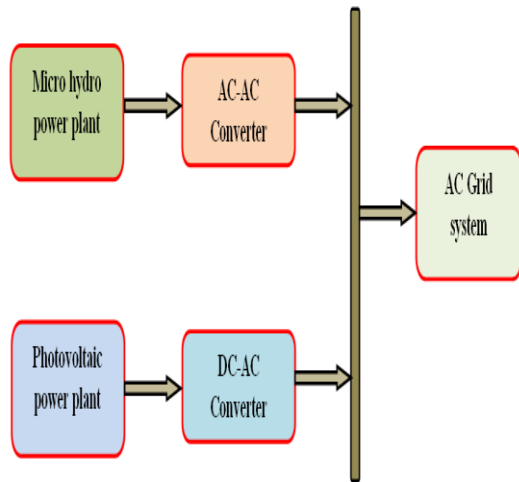 Micro hydro
power plant
AC-AC
Converter
AC Grid
system
Photovoltaic
power plant
DC-AC
Converter